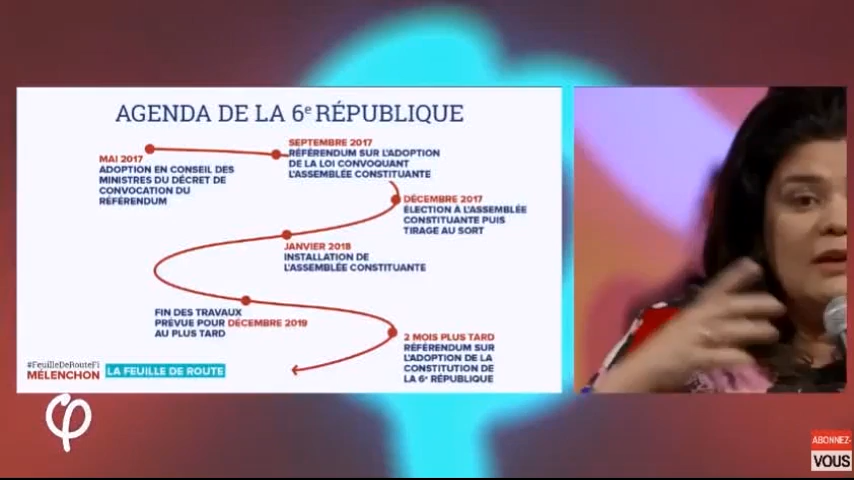 AGENDA DE LA 6e RÉPUBLIQUE
MAI 2017
ADOPTION EN CONSEIL DES
MINISTRES DU DÉCRET DE
CONVOCATION DU
RÉFÉRENDUM
SEPTEMBRE 2017
RÉFÉRENDUM SUR L'ADOPTION
DE LA LOI CONVOQUANT
L'ASSEMBLÉE CONSTITUANTE
DÉCEMBRE 2017
ÉLECTION À L'ASSEMBLÉE
CONSTITUANTE PUIS
TIRAGE AU SORT
JANVIER 2018
INSTALLATION DE
L'ASSEMBLÉE CONSTITUANTE
FIN DES TRAVAUX
PRÉVUE POUR DÉCEMBRE 2019
AU PLUS TARD
2 MOIS PLUS TARD
RÉFÉRENDUM SUR
L'ADOPTION DE LA
CONSTITUTION DE
LA 6e RÉPUBLIQUE
#FeuilleDeRouteFI
MÉLENCHON LA FEUILLE DE ROUTE
ABONNEZ-
VOUS